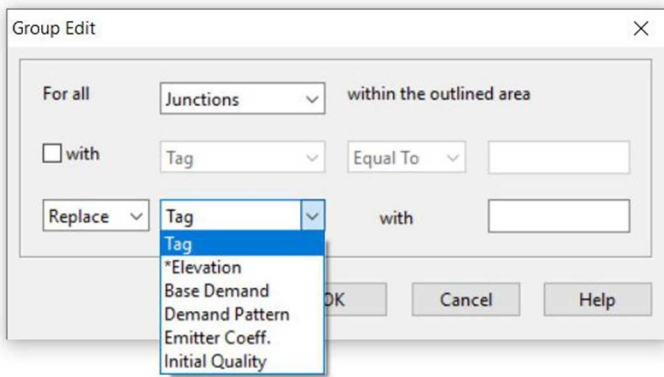 Group Edit
For all Junctions within the outlined area
with Tag Equal To
Replace Tag with
Tag
*Elevation
Base Demand
Demand Pattern
Emitter Coeff.
Initial Quality
Cancel Help